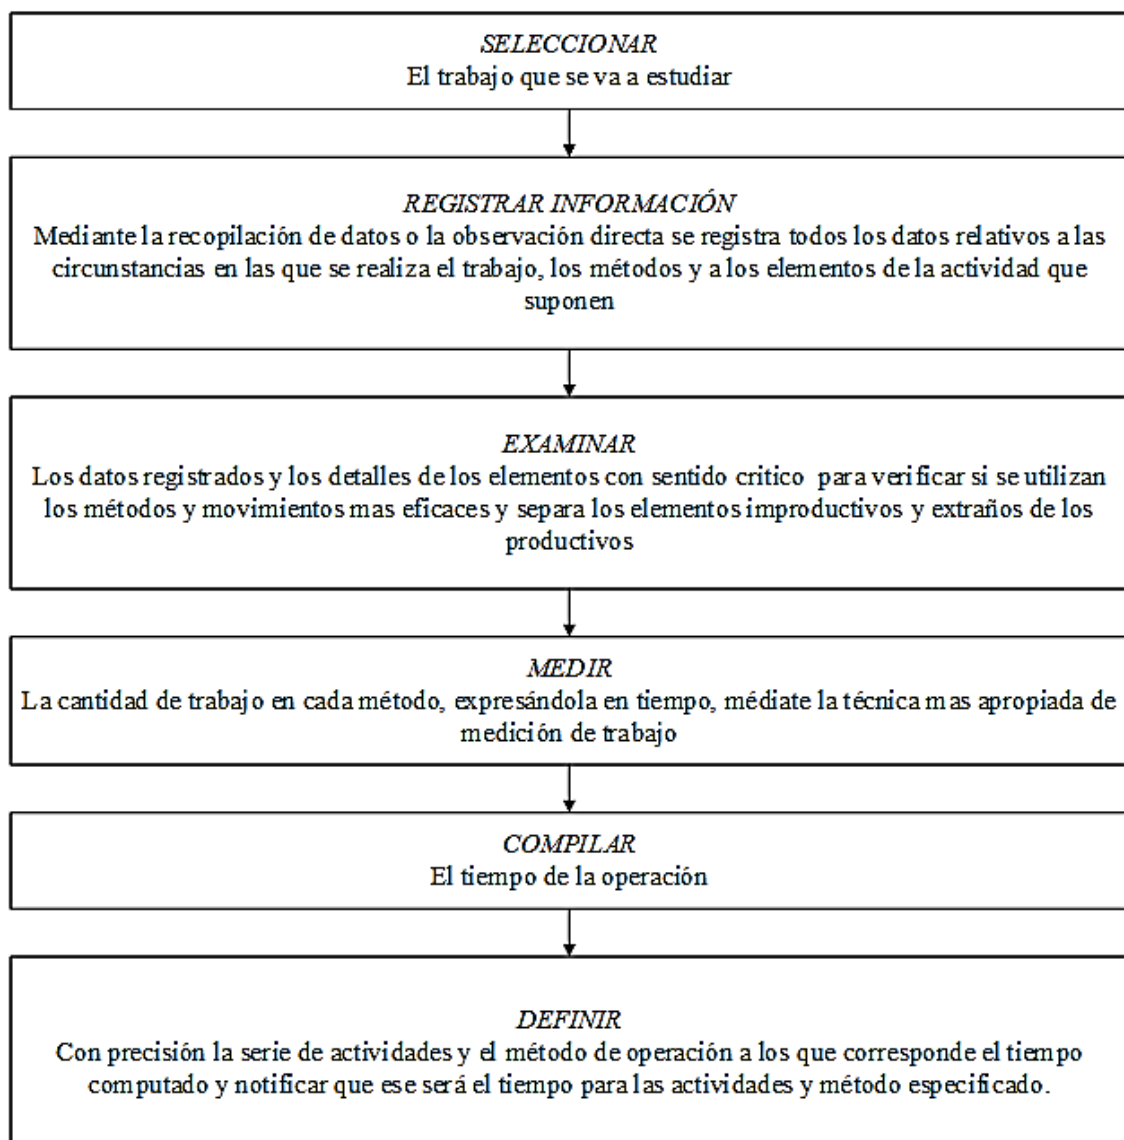 SELECCIONAR
El trabajo que se va a estudiar
REGISTRAR INFORMACIÓN
Mediante la recopilación de datos o la observación directa se registra todos los datos relativos a las
circunstancias en las que se realiza el trabajo, los métodos y a los elementos de la actividad que
suponen
EXAMINAR
Los datos registrados y los detalles de los elementos con sentido critico para verificar si se utilizan
los métodos y movimientos mas eficaces y separa los elementos improductivos y extraños de los
productivos
MEDIR
La cantidad de trabajo en cada método, expresándola en tiempo, médiate la técnica mas apropiada de
medición de trabajo
COMPILAR
El tiempo de la operación
DEFINIR
Con precisión la serie de actividades y el método de operación a los que corresponde el tiempo
computado y notificar que ese será el tiempo para las actividades y método especificado.